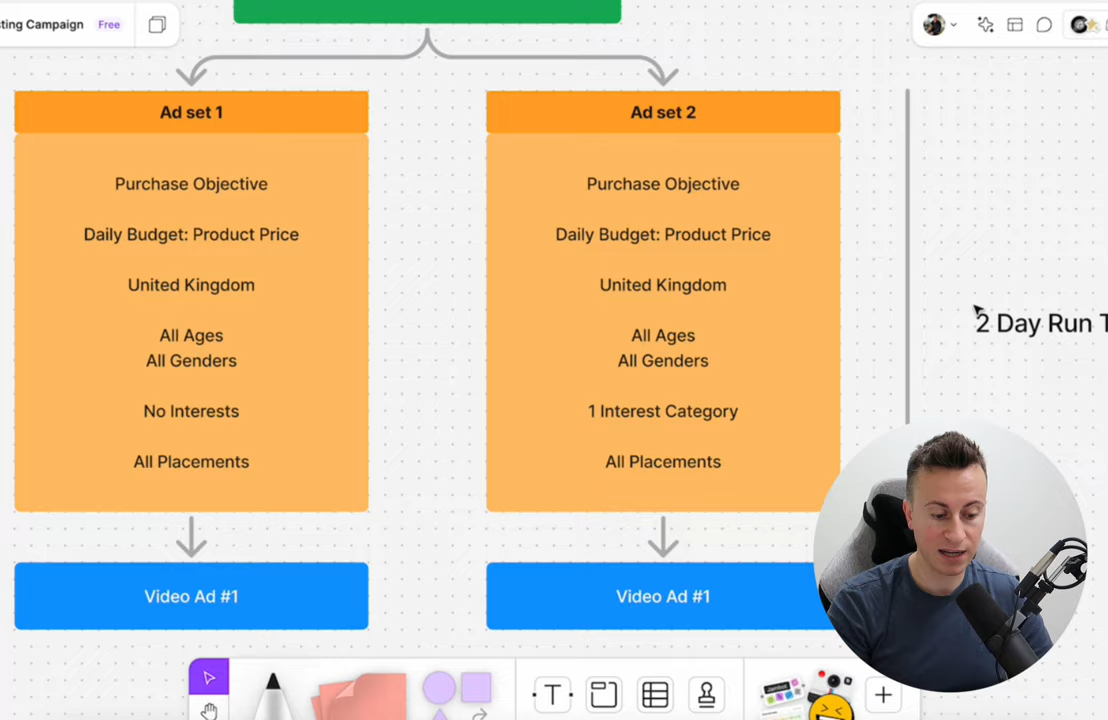 sting Campaign Free
Ad set 1
Purchase Objective
Daily Budget: Product Price
United Kingdom
All Ages
All Genders
No Interests
All Placements
Video Ad #1
Ad set 2
Purchase Objective
Daily Budget: Product Price
United Kingdom
All Ages
All Genders
1 Interest Category
All Placements
Video Ad #1
2 Day Run T
T